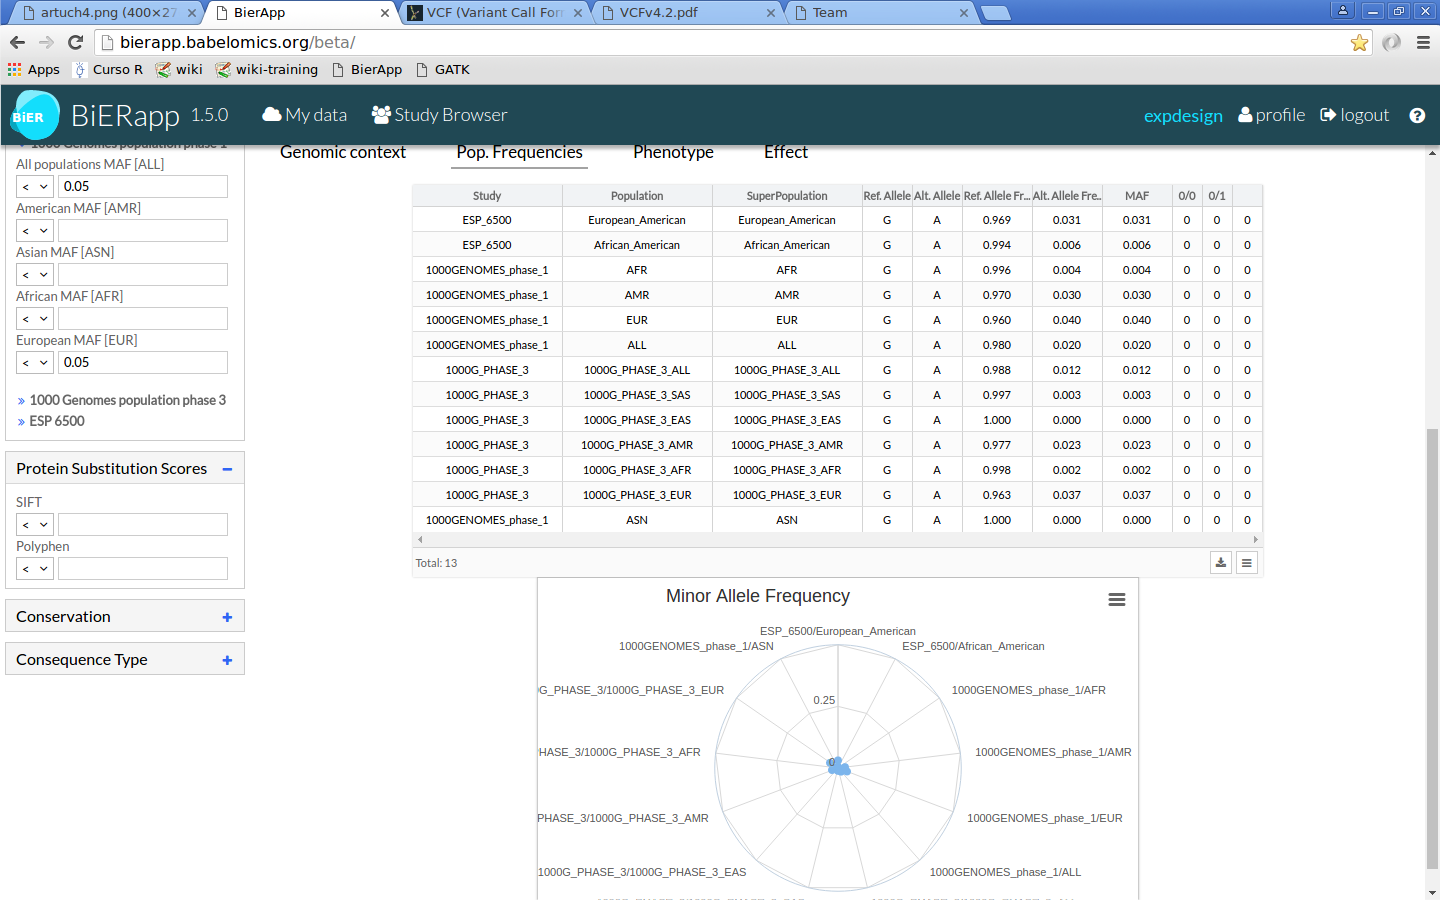 artuch4.png (400×27
BierApp
VCF (Variant Call For
VCFv4.2.pdf
Team
bierapp.babelomics.org/beta/
Apps
Curso R
wiki
wiki-training
BierApp
GATK
BiER
BiERapp 1.5.0
My data
Study Browser
expdesign
profile
logout
1000 Genomes population phase 1
All populations MAF [ALL]
< 0.05
American MAF [AMR]
<
Asian MAF [ASN]
<
African MAF [AFR]
<
European MAF [EUR]
< 0.05
» 1000 Genomes population phase 3
» ESP 6500
Protein Substitution Scores
SIFT
<
Polyphen
<
Conservation
Consequence Type
Genomic context Pop. Frequencies Phenotype Effect
Study Population SuperPopulation Ref. Allele Alt. Allele Ref. Allele Fr... Alt. Allele Fre.. MAF 0/0 0/1
ESP_6500 European_American European_American G A 0.969 0.031 0.031 0 0 0
ESP_6500 African_American African_American G A 0.994 0.006 0.006 0 0 0
1000GENOMES_phase_1 AFR AFR G A 0.996 0.004 0.004 0 0 0
1000GENOMES_phase_1 AMR AMR G A 0.970 0.030 0.030 0 0 0
1000GENOMES_phase_1 EUR EUR G A 0.960 0.040 0.040 0 0 0
1000GENOMES_phase_1 ALL ALL G A 0.980 0.020 0.020 0 0 0
1000G_PHASE_3 1000G_PHASE_3_ALL 1000G_PHASE_3_ALL G A 0.988 0.012 0.012 0 0 0
1000G_PHASE_3 1000G_PHASE_3_SAS 1000G_PHASE_3_SAS G A 0.997 0.003 0.003 0 0 0
1000G_PHASE_3 1000G_PHASE_3_EAS 1000G_PHASE_3_EAS G A 1.000 0.000 0.000 0 0 0
1000G_PHASE_3 1000G_PHASE_3_AMR 1000G_PHASE_3_AMR G A 0.977 0.023 0.023 0 0 0
1000G_PHASE_3 1000G_PHASE_3_AFR 1000G_PHASE_3_AFR G A 0.998 0.002 0.002 0 0 0
1000G_PHASE_3 1000G_PHASE_3_EUR 1000G_PHASE_3_EUR G A 0.963 0.037 0.037 0 0 0
1000GENOMES_phase_1 ASN ASN G A 1.000 0.000 0.000 0 0 0
Total: 13
Minor Allele Frequency
ESP_6500/European_American
1000GENOMES_phase_1/ASN
ESP_6500/African_American
G_PHASE_3/1000G_PHASE_3_EUR
1000GENOMES_phase_1/AFR
0.25
HASE_3/1000G_PHASE_3_AFR
1000GENOMES_phase_1/AMR
0
PHASE_3/1000G_PHASE_3_AMR
1000GENOMES_phase_1/EUR
1000G_PHASE_3/1000G_PHASE_3_EAS
1000GENOMES_phase_1/ALL